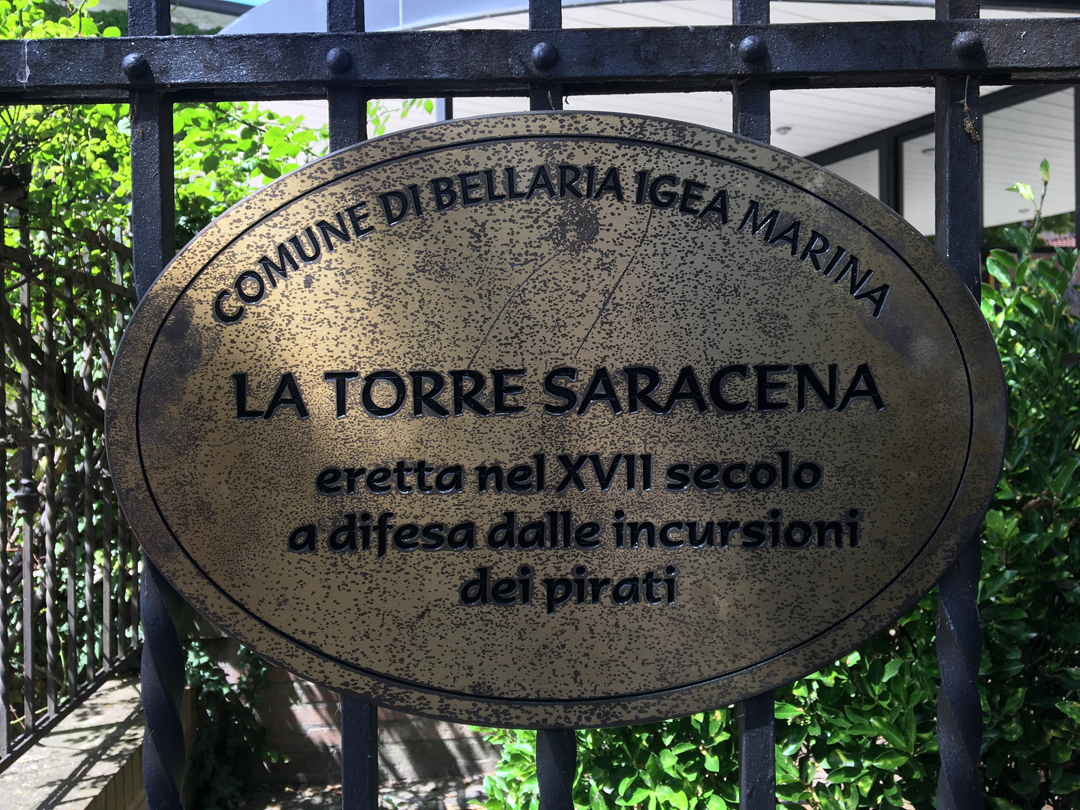 COMUNE DI BELLARIA IGEA MARINA
LA TORRE SARACENA
eretta nel XVII secolo
a difesa dalle incursioni
dei pirati